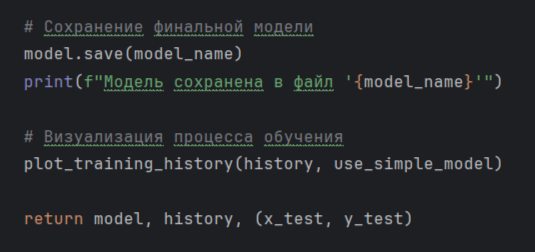 # Сохранение финальной модели
model.save(model_name)
print(f"Модель сохранена в файл '{model_name}'")
# Визуализация процесса обучения
plot_training_history(history, use_simple_model)
return model, history, (x_test, y_test)